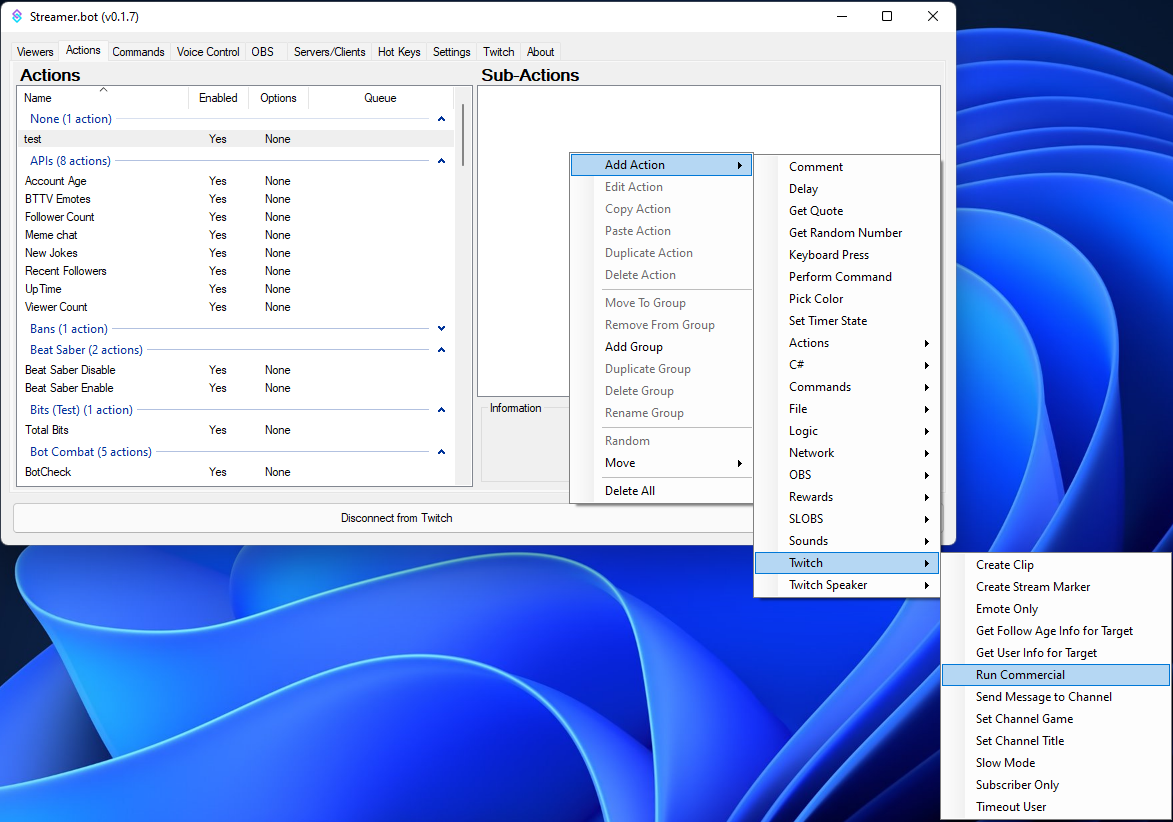 Streamer.bot (v0.1.7)
Viewers Actions Commands Voice Control OBS Servers/Clients Hot Keys Settings Twitch About
Actions
Name Enabled Options Queue
None (1 action)
test Yes None
APIs (8 actions)
Account Age Yes None
BTTV Emotes Yes None
Follower Count Yes None
Meme chat Yes None
New Jokes Yes None
Recent Followers Yes None
UpTime Yes None
Viewer Count Yes None
Bans (1 action)
Beat Saber (2 actions)
Beat Saber Disable Yes None
Beat Saber Enable Yes None
Bits (Test) (1 action)
Total Bits Yes None
Bot Combat (5 actions)
BotCheck Yes None
Sub-Actions
Information
Disconnect from Twitch
Add Action
Edit Action
Copy Action
Paste Action
Duplicate Action
Delete Action
Move To Group
Remove From Group
Add Group
Duplicate Group
Delete Group
Rename Group
Random
Move
Delete All
Comment
Delay
Get Quote
Get Random Number
Keyboard Press
Perform Command
Pick Color
Set Timer State
Actions
C#
Commands
File
Logic
Network
OBS
Rewards
SLOBS
Sounds
Twitch
Twitch Speaker
Create Clip
Create Stream Marker
Emote Only
Get Follow Age Info for Target
Get User Info for Target
Run Commercial
Send Message to Channel
Set Channel Game
Set Channel Title
Slow Mode
Subscriber Only
Timeout User